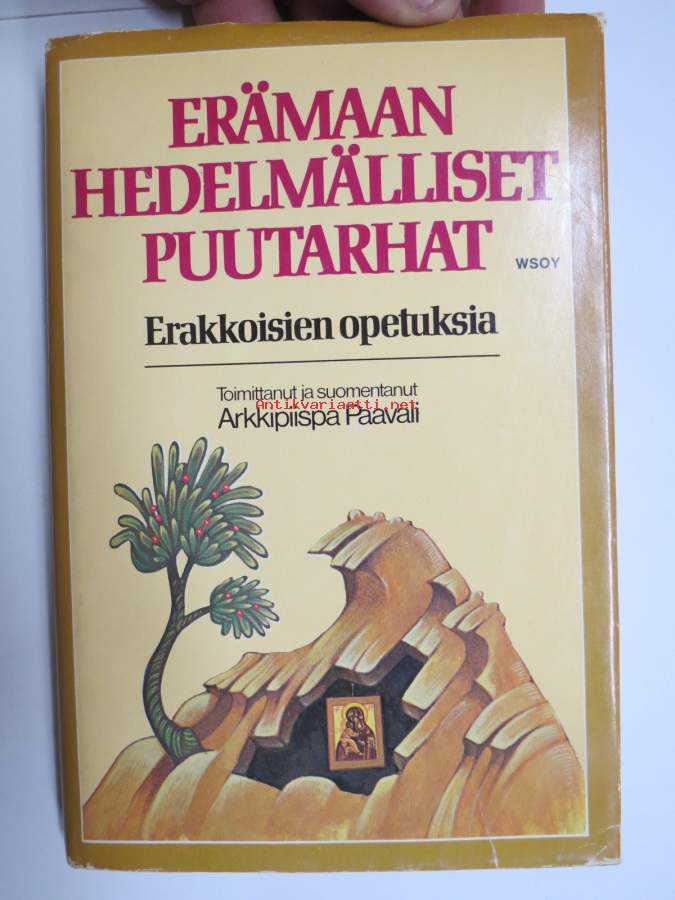 ERÄMAAN
HEDELMÄLLISET
PUUTARHAT
WSOY
Erakkoisien opetuksia
Toimittanut ja suomentanut
Antikvariaatti.net
Arkkipiispa Paavali